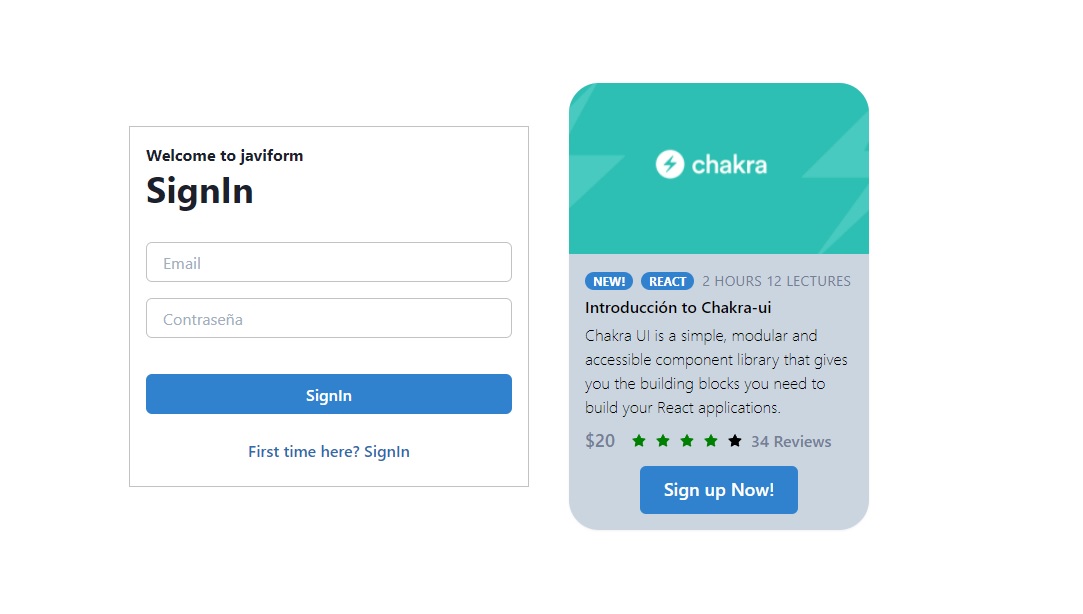 Welcome to javiform
SignIn
Email
Contraseña
SignIn
First time here? SignIn
chakra
NEW! REACT 2 HOURS 12 LECTURES
Introducción to Chakra-ui
Chakra UI is a simple, modular and
accessible component library that gives
you the building blocks you need to
build your React applications.
$20 34 Reviews
Sign up Now!